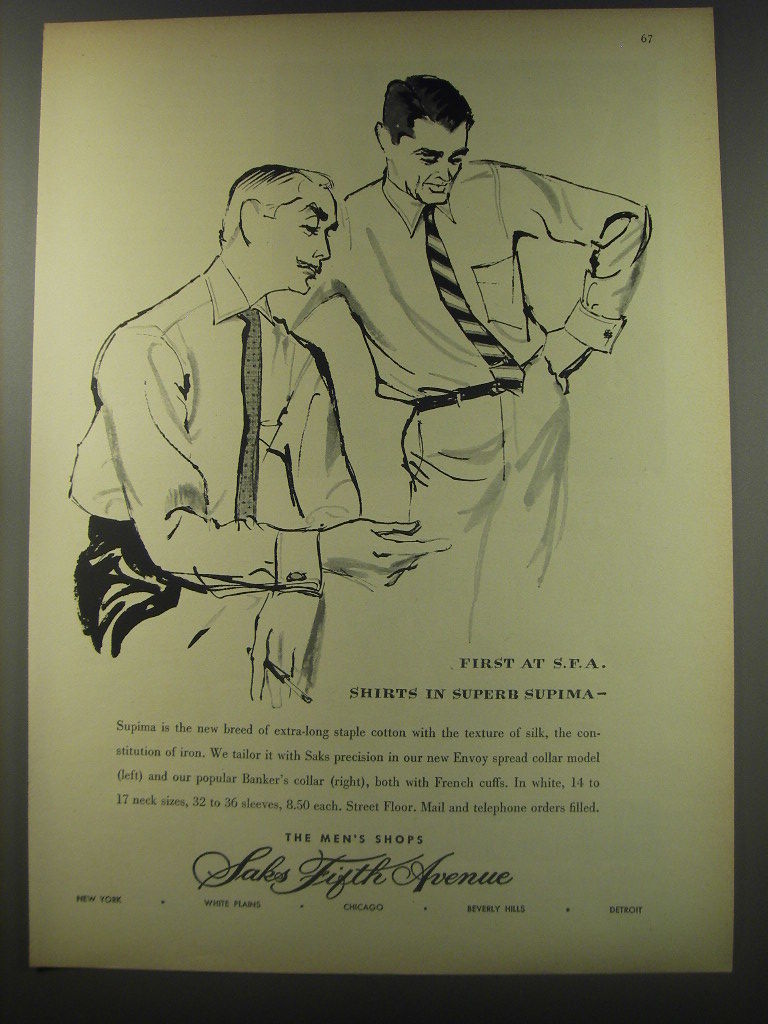 67
FIRST AT S.F.A.
SHIRTS IN SUPERB SUPIMA—
Supima is the new breed of extra-long staple cotton with the texture of silk, the con-
stitution of iron. We tailor it with Saks precision in our new Envoy spread collar model
(left) and our popular Banker's collar (right), both with French cuffs. In white, 14 to
17 neck sizes, 32 to 36 sleeves, 8.50 each. Street Floor. Mail and telephone orders filled.
THE MEN'S SHOPS
Saks Fifth Avenue
NEW YORK • WHITE PLAINS • CHICAGO • BEVERLY HILLS • DETROIT